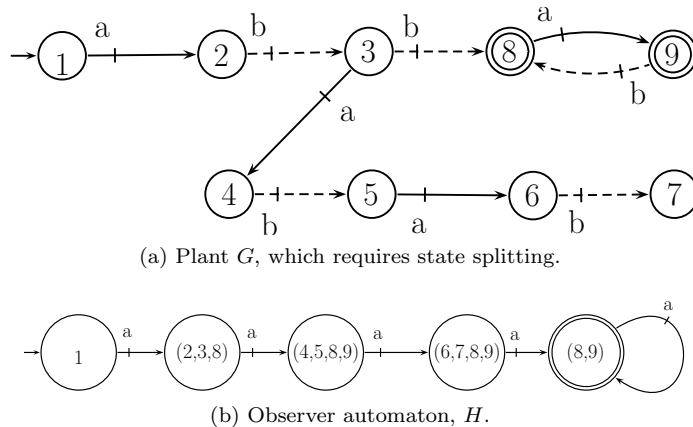 a b b a
1 2 3 8 9
b
a
4 5 6 7
b a b
(a) Plant G, which requires state splitting.
a a a a a
1 (2,3,8) (4,5,8,9) (6,7,8,9) (8,9)
(b) Observer automaton, H.